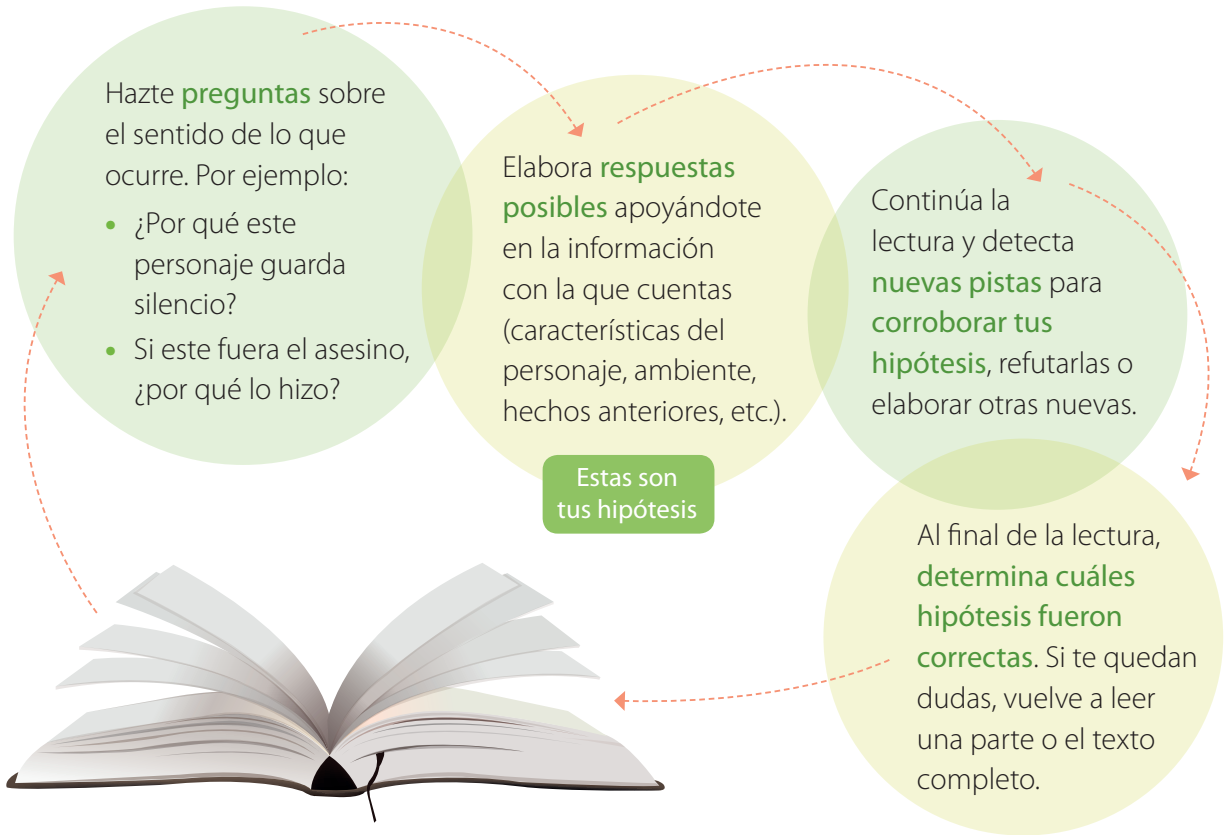 Hazte preguntas sobre
el sentido de lo que
ocurre. Por ejemplo:
• ¿Por qué este
personaje guarda
silencio?
• Si este fuera el asesino,
¿por qué lo hizo?
Elabora respuestas
posibles apoyándote
en la información
con la que cuentas
(características del
personaje, ambiente,
hechos anteriores, etc.).
Estas son
tus hipótesis
Continúa la
lectura y detecta
nuevas pistas para
corroborar tus
hipótesis, refutarlas o
elaborar otras nuevas.
Al final de la lectura,
determina cuáles
hipótesis fueron
correctas. Si te quedan
dudas, vuelve a leer
una parte o el texto
completo.